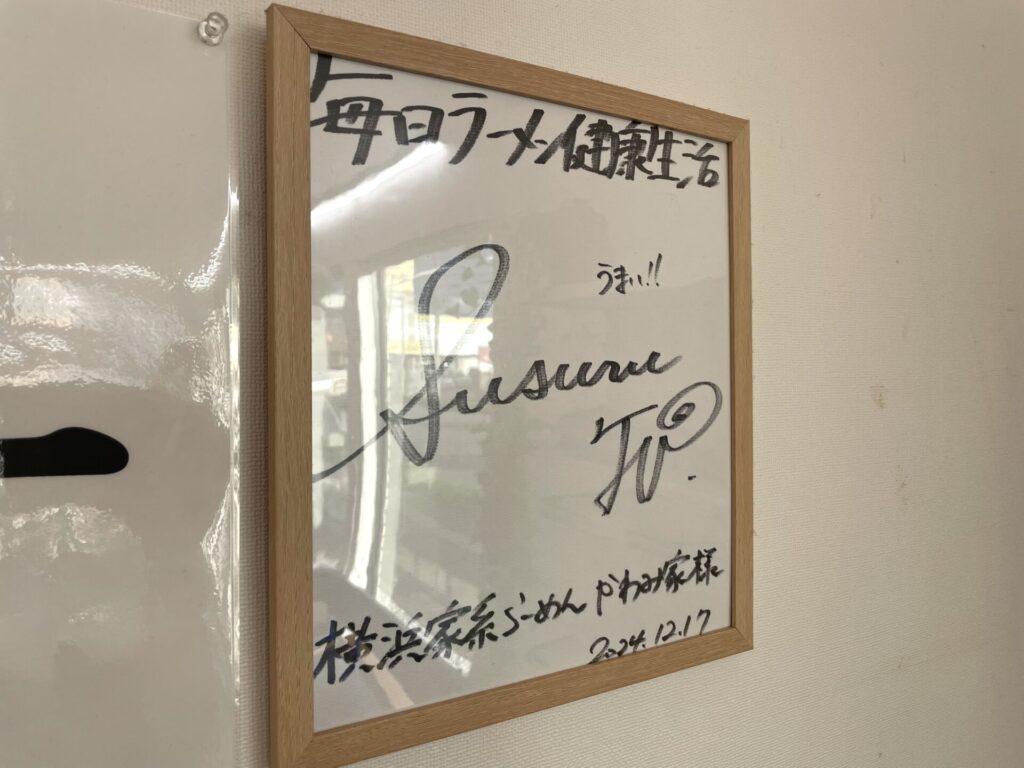 毎日ラーメン健康生活
うまい!!
Susuru
TV.
横浜家系らーめん かわみ家様
2024.12.17